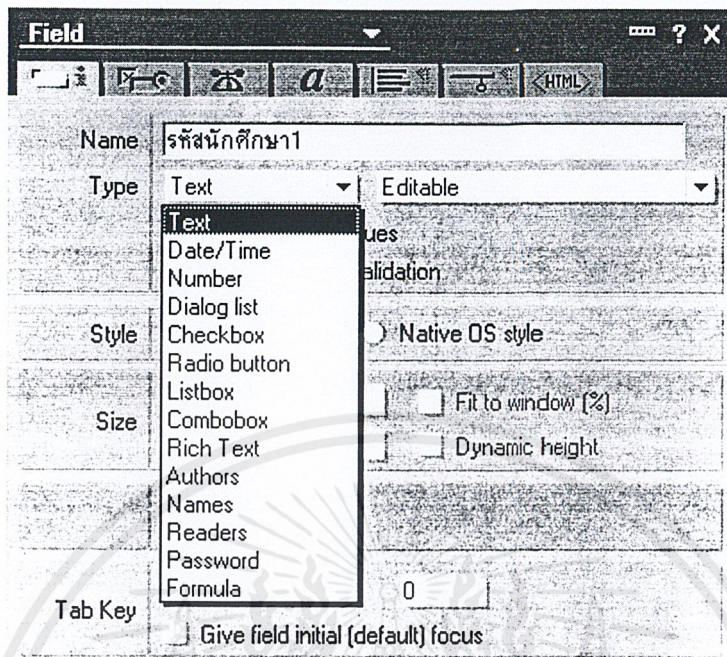 Field
? X
i a <HTML>
Name รหัสนักศึกษา1
Type Text Editable
Text
Date/Time
Number
Dialog list
Checkbox
Radio button
Listbox
Combobox
Rich Text
Authors
Names
Readers
Password
Formula
ues
alidation
Style Native OS style
Size Fit to window (%)
Dynamic height
Tab Key 0
Give field initial (default) focus